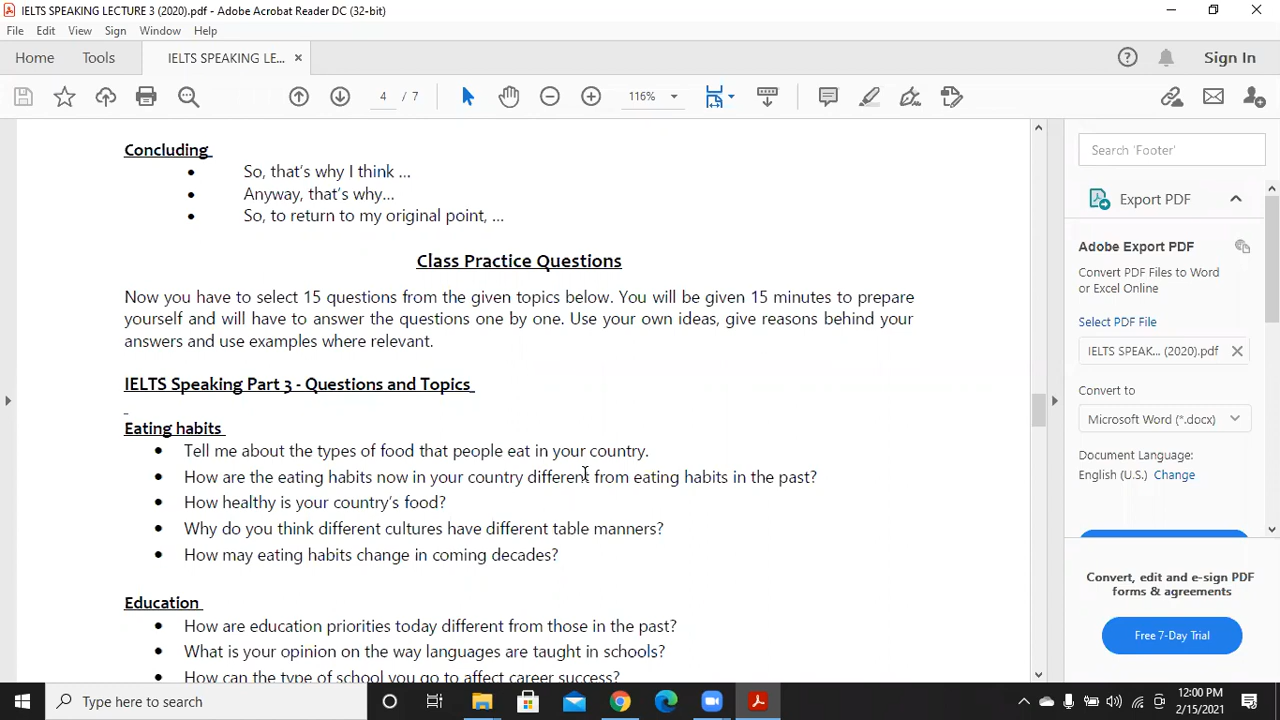 IELTS SPEAKING LECTURE 3 (2020).pdf - Adobe Acrobat Reader DC (32-bit)
File Edit View Sign Window Help
Home Tools IELTS SPEAKING LE... × Sign In
4 / 7 116%
Concluding
• So, that's why I think ...
• Anyway, that's why...
• So, to return to my original point, ...
Class Practice Questions
Now you have to select 15 questions from the given topics below. You will be given 15 minutes to prepare
yourself and will have to answer the questions one by one. Use your own ideas, give reasons behind your
answers and use examples where relevant.
IELTS Speaking Part 3 - Questions and Topics
Eating habits
• Tell me about the types of food that people eat in your country.
• How are the eating habits now in your country different from eating habits in the past?
• How healthy is your country's food?
• Why do you think different cultures have different table manners?
• How may eating habits change in coming decades?
Education
• How are education priorities today different from those in the past?
• What is your opinion on the way languages are taught in schools?
• How can the type of school you go to affect career success?
Search 'Footer'
Export PDF
Adobe Export PDF
Convert PDF Files to Word
or Excel Online
Select PDF File
IELTS SPEAK... (2020).pdf
Convert to
Microsoft Word (*.docx)
Document Language:
English (U.S.) Change
Convert, edit and e-sign PDF
forms & agreements
Free 7-Day Trial
Type here to search
12:00 PM
2/15/2021